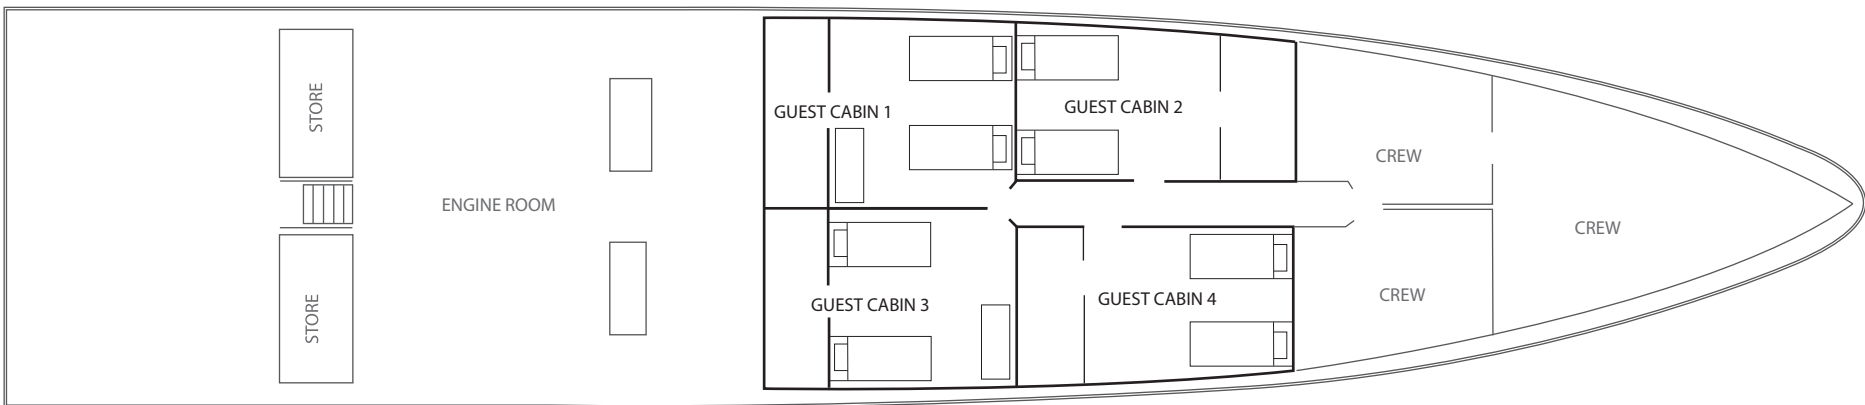 STORE
STORE
ENGINE ROOM
GUEST CABIN 1
GUEST CABIN 2
GUEST CABIN 3
GUEST CABIN 4
CREW
CREW
CREW